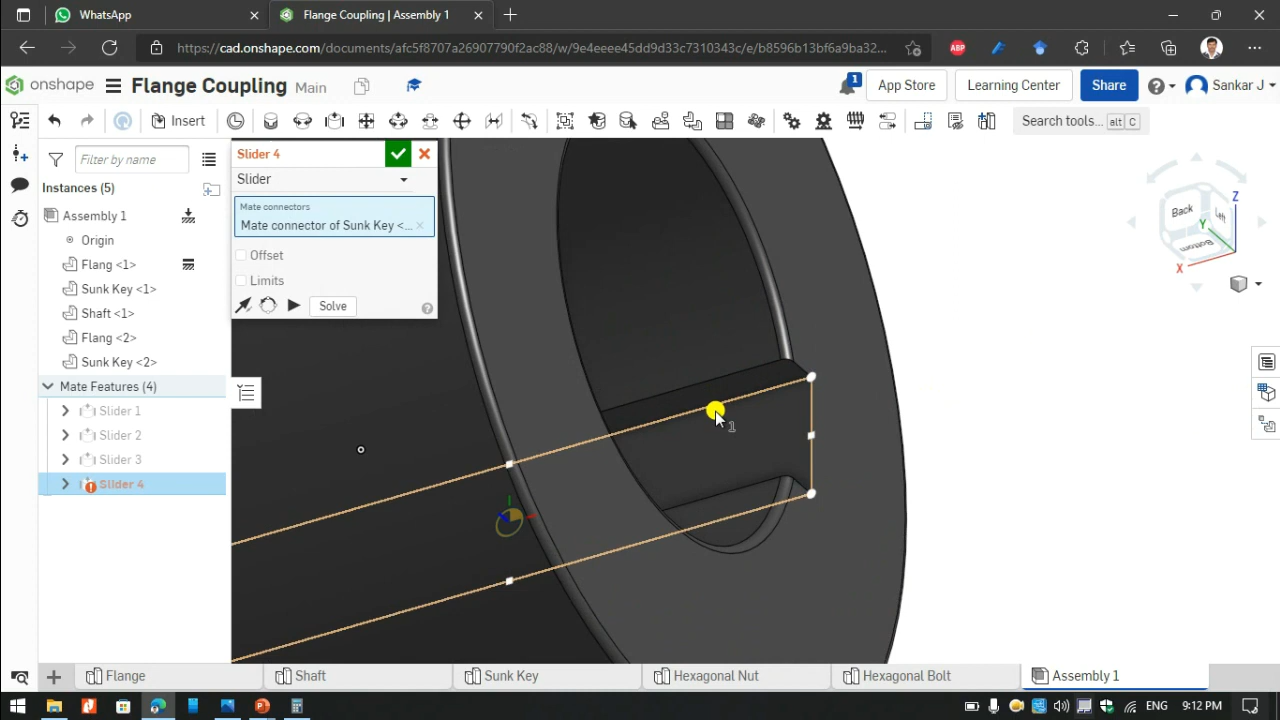 WhatsApp
Flange Coupling | Assembly 1
https://cad.onshape.com/documents/afc5f8707a26907790f2ac88/w/9e4eeee45dd9d33c7310343c/e/b8596b13bf6a9ba32...
ABP
onshape
Flange Coupling Main
1
App Store
Learning Center
Share
Sankar J
Insert
Search tools... alt C
Filter by name
Instances (5)
Assembly 1
Origin
Flang <1>
Sunk Key <1>
Shaft <1>
Flang <2>
Sunk Key <2>
Mate Features (4)
Slider 1
Slider 2
Slider 3
Slider 4
Slider 4
Slider
Mate connectors
Mate connector of Sunk Key <...
Offset
Limits
Solve
1
Back
Left
Bottom
Z
Y
X
Flange
Shaft
Sunk Key
Hexagonal Nut
Hexagonal Bolt
Assembly 1
ENG
9:12 PM